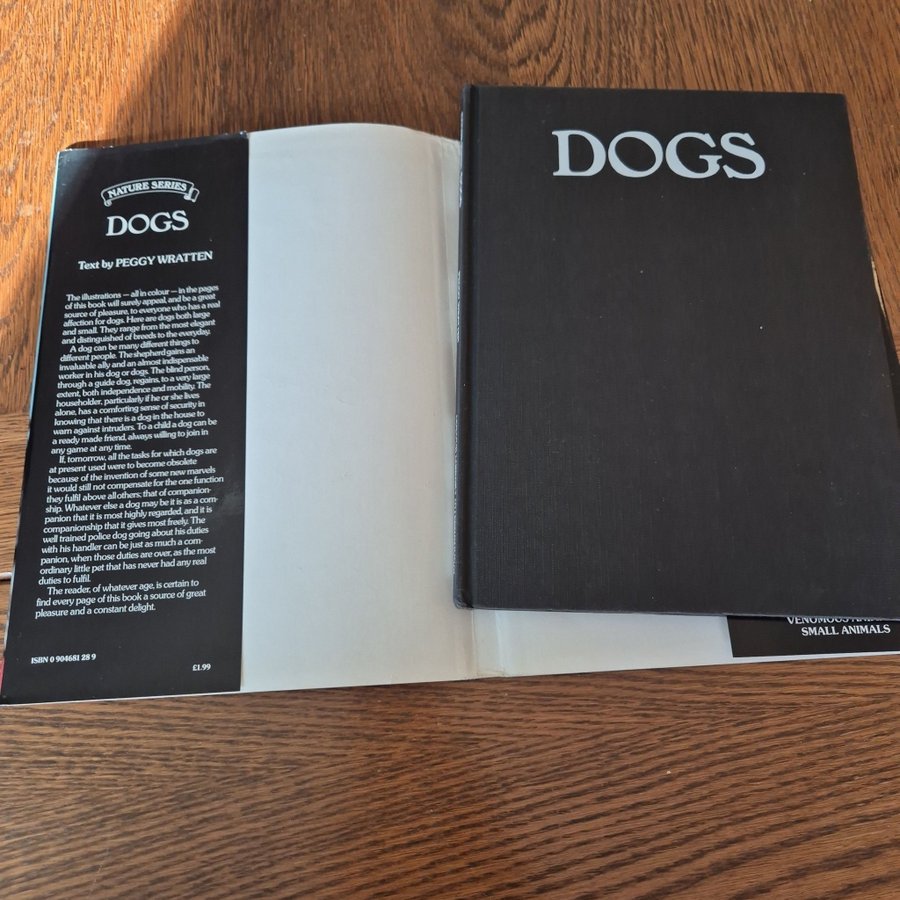 NATURE SERIES
DOGS
Text by PEGGY WRATTEN
The illustrations — all in colour — in the pages
of this book will surely appeal, and be a great
source of pleasure, to everyone who has a real
affection for dogs. Here are dogs both large
and small. They range from the most elegant
and distinguished of breeds to the everyday.
A dog can be many different things to
different people. The shepherd gains an
invaluable ally and an almost indispensable
worker in his dog or dogs. The blind person,
through a guide dog, regains, to a very large
extent, both independence and mobility. The
householder, particularly if he or she lives
alone, has a comforting sense of security in
knowing that there is a dog in the house to
warn against intruders. To a child a dog can be
a ready made friend, always willing to join in
any game at any time.
If, tomorrow, all the tasks for which dogs are
at present used were to become obsolete
because of the invention of some new marvels
it would still not compensate for the one function
they fulfil above all others; that of companion-
ship. Whatever else a dog may be it is as a com-
panion that it is most highly regarded, and it is
companionship that it gives most freely. The
well trained police dog going about his duties
with his handler can be just as much a com-
panion, when those duties are over, as the most
ordinary little pet that has never had any real
duties to fulfil.
The reader, of whatever age, is certain to
find every page of this book a source of great
pleasure and a constant delight.
ISBN 0 904681 28 9
£1.99
DOGS
VENOMOUS
SMALL ANIMALS